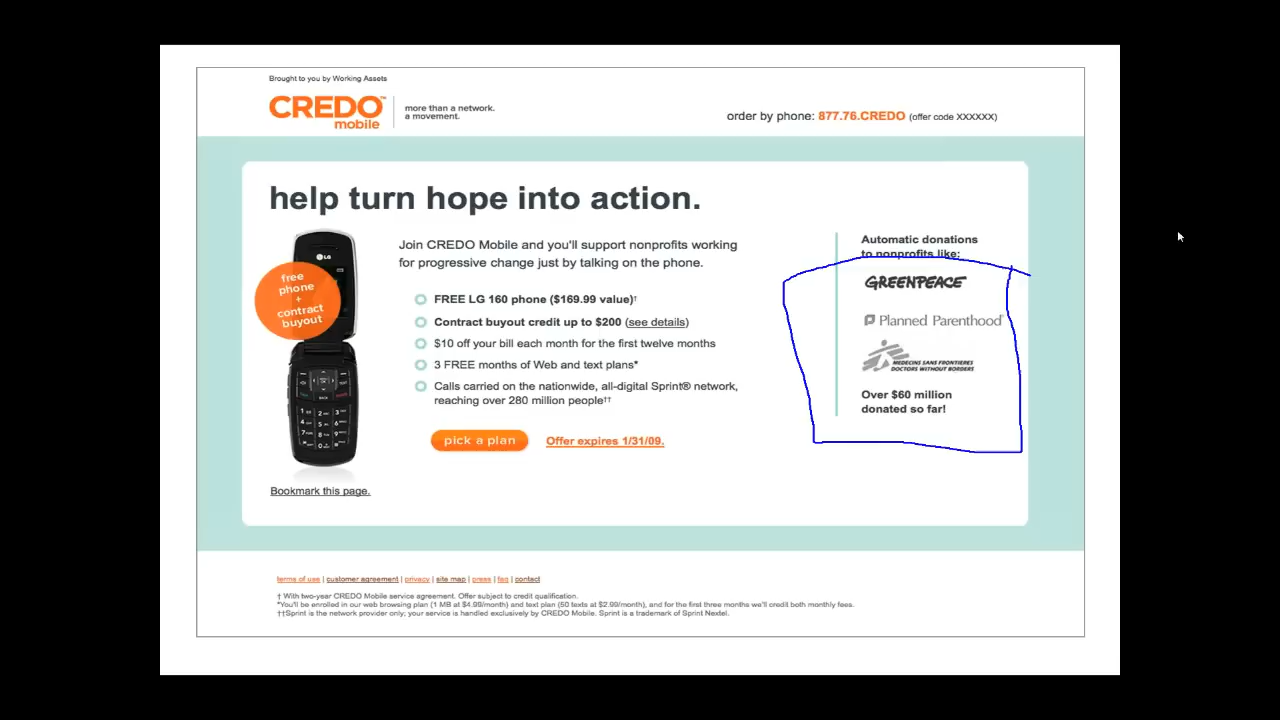 Brought to you by Working Assets
CREDO™
mobile
more than a network.
a movement.
order by phone: 877.76.CREDO (offer code XXXXXX)
help turn hope into action.
LG
free
phone
+
contract
buyout
Join CREDO Mobile and you'll support nonprofits working
for progressive change just by talking on the phone.
FREE LG 160 phone ($169.99 value)†
Contract buyout credit up to $200 (see details)
$10 off your bill each month for the first twelve months
3 FREE months of Web and text plans*
Calls carried on the nationwide, all-digital Sprint® network,
reaching over 280 million people††
pick a plan
Offer expires 1/31/09.
Bookmark this page.
Automatic donations
to nonprofits like:
GREENPEACE
Planned Parenthood
MEDECINS SANS FRONTIERES
DOCTORS WITHOUT BORDERS
Over $60 million
donated so far!
terms of use | customer agreement | privacy | site map | press | faq | contact
† With two-year CREDO Mobile service agreement. Offer subject to credit qualification.
*You'll be enrolled in our web browsing plan (1 MB at $4.99/month) and text plan (50 texts at $2.99/month), and for the first three months we'll credit both monthly fees.
††Sprint is the network provider only; your service is handled exclusively by CREDO Mobile. Sprint is a trademark of Sprint Nextel.